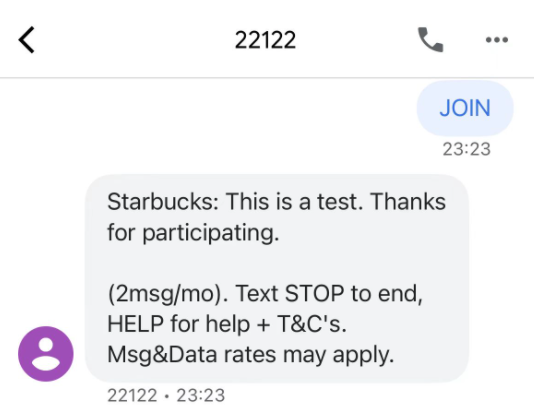 22122
JOIN
23:23
Starbucks: This is a test. Thanks
for participating.
(2msg/mo). Text STOP to end,
HELP for help + T&C's.
Msg&Data rates may apply.
22122 • 23:23